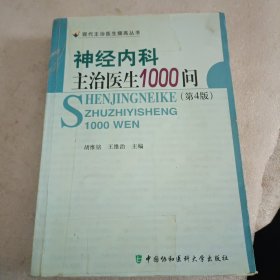 现代主治医生提高丛书
神经内科
主治医生1000问
(第4版)
SHENJINGNEIKE
ZHUZHIYISHENG
1000 WEN
胡维铭 王维治 主编
中国协和医科大学出版社